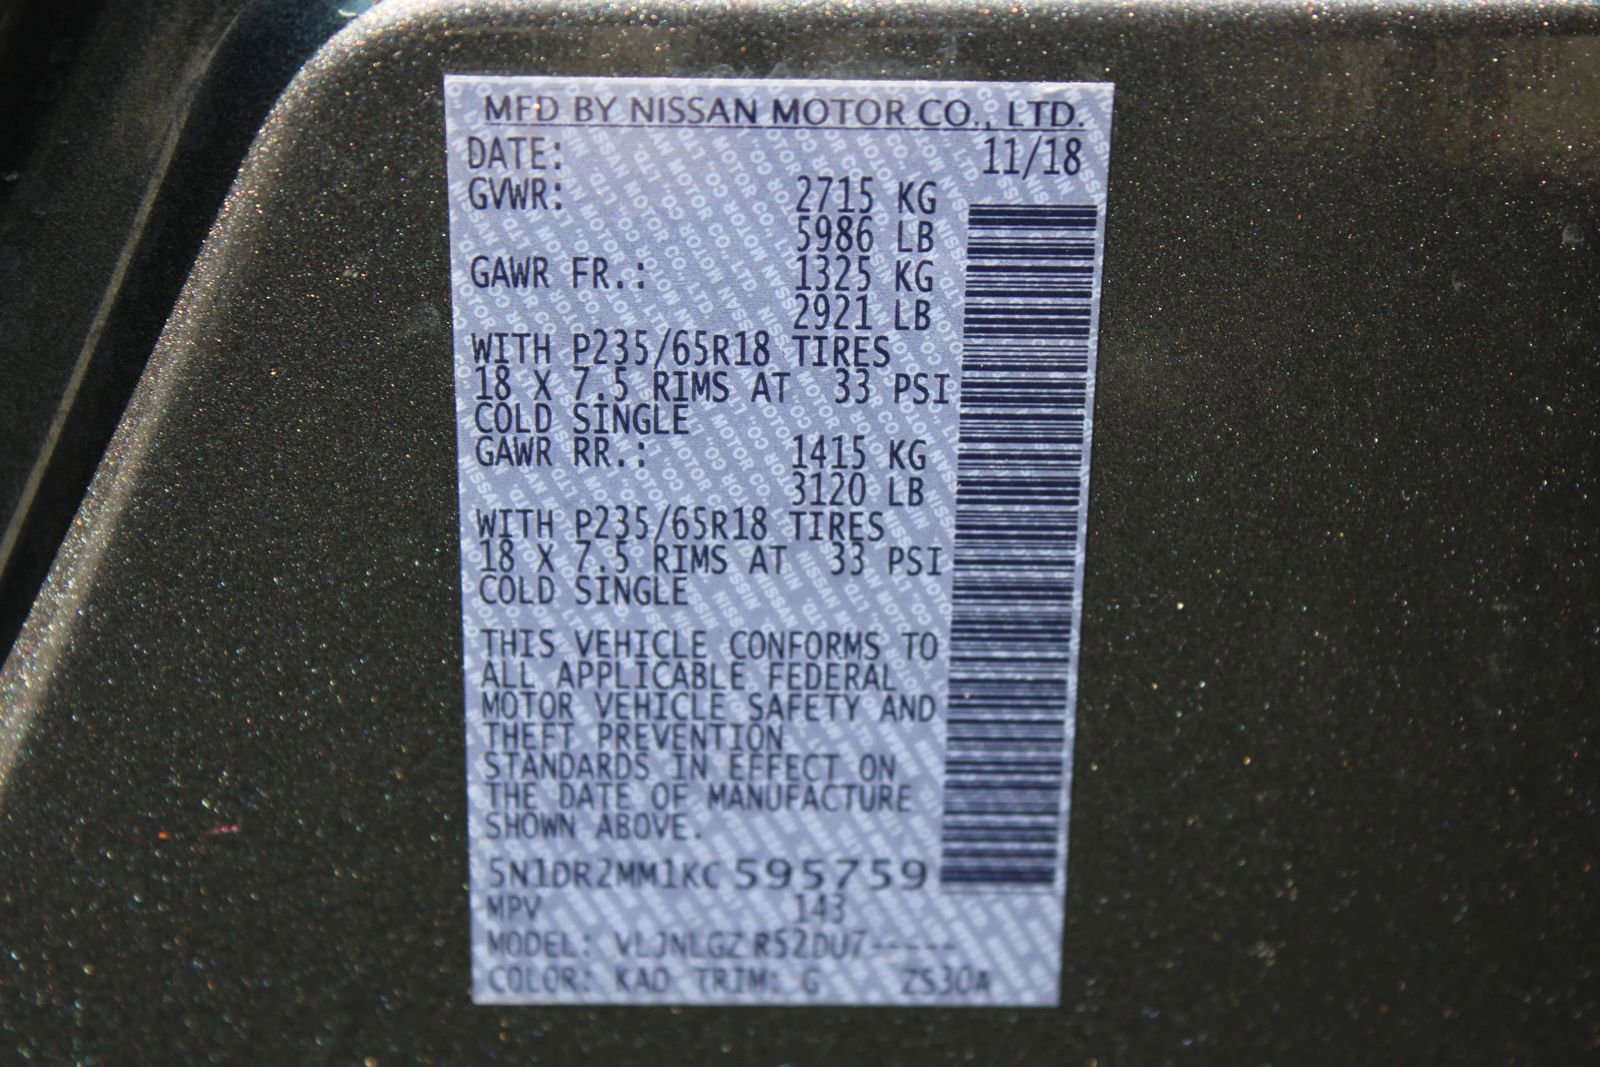 MFD BY NISSAN MOTOR CO., LTD.
DATE: 11/18
GVWR: 2715 KG
5986 LB
GAWR FR.: 1325 KG
2921 LB
WITH P235/65R18 TIRES
18 X 7.5 RIMS AT 33 PSI
COLD SINGLE
GAWR RR.: 1415 KG
3120 LB
WITH P235/65R18 TIRES
18 X 7.5 RIMS AT 33 PSI
COLD SINGLE
THIS VEHICLE CONFORMS TO
ALL APPLICABLE FEDERAL
MOTOR VEHICLE SAFETY AND
THEFT PREVENTION
STANDARDS IN EFFECT ON
THE DATE OF MANUFACTURE
SHOWN ABOVE.
5N1DR2MM1KC595759
MPV 143
MODEL: VLJNLGZ R52DU7-----
COLOR: KAD TRIM: G ZS30A